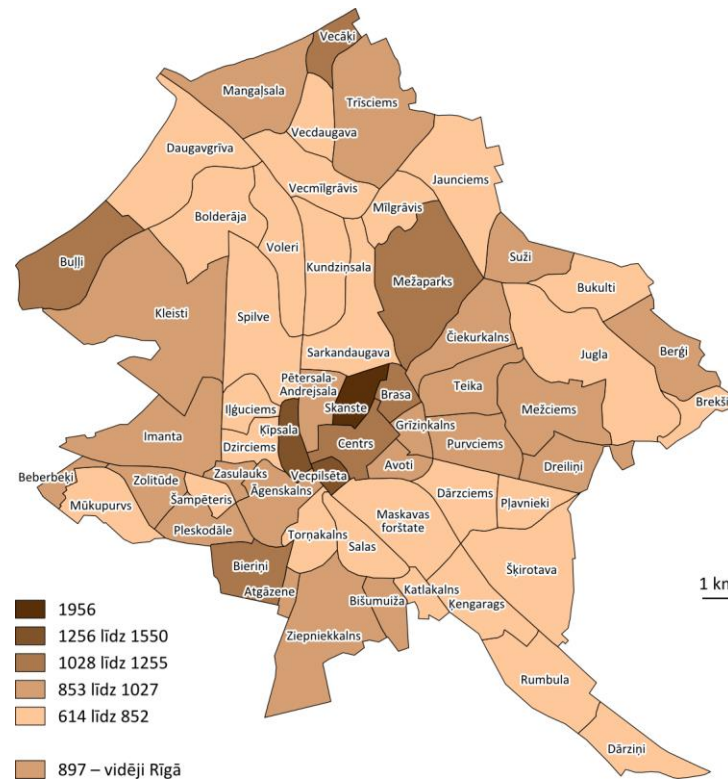 Vecāķi
Mangaļsala
Trīsciems
Vecdaugava
Daugavgrīva
Jaunciems
Vecmīlgrāvis
Mīlgrāvis
Bolderāja
Voleri
Suži
Buļļi
Kundziņsala
Mežaparks
Bukulti
Kleisti
Spilve
Čiekurkalns
Sarkandaugava
Jugla
Berģi
Pētersala-
Andrejsala
Teika
Brasa
Brekši
Iļģuciems
Skanste
Mežciems
Ķīpsala
Grīziņkalns
Imanta
Dzirciems
Centrs
Purvciems
Avoti
Dreiliņi
Beberbeķi
Zolitūde
Zasulauks
Vecpilsēta
Āgenskalns
Dārzciems
Mūkupurvs
Šampēteris
Pļavnieki
Pleskodāle
Maskavas
forštate
Torņakalns
Salas
Šķirotava
Bieriņi
Atgāzene
Katlakalns
Bišumuiža
Ķengarags
1 km
Ziepniekkalns
Rumbula
Dārziņi
1956
1256 līdz 1550
1028 līdz 1255
853 līdz 1027
614 līdz 852
897 – vidēji Rīgā